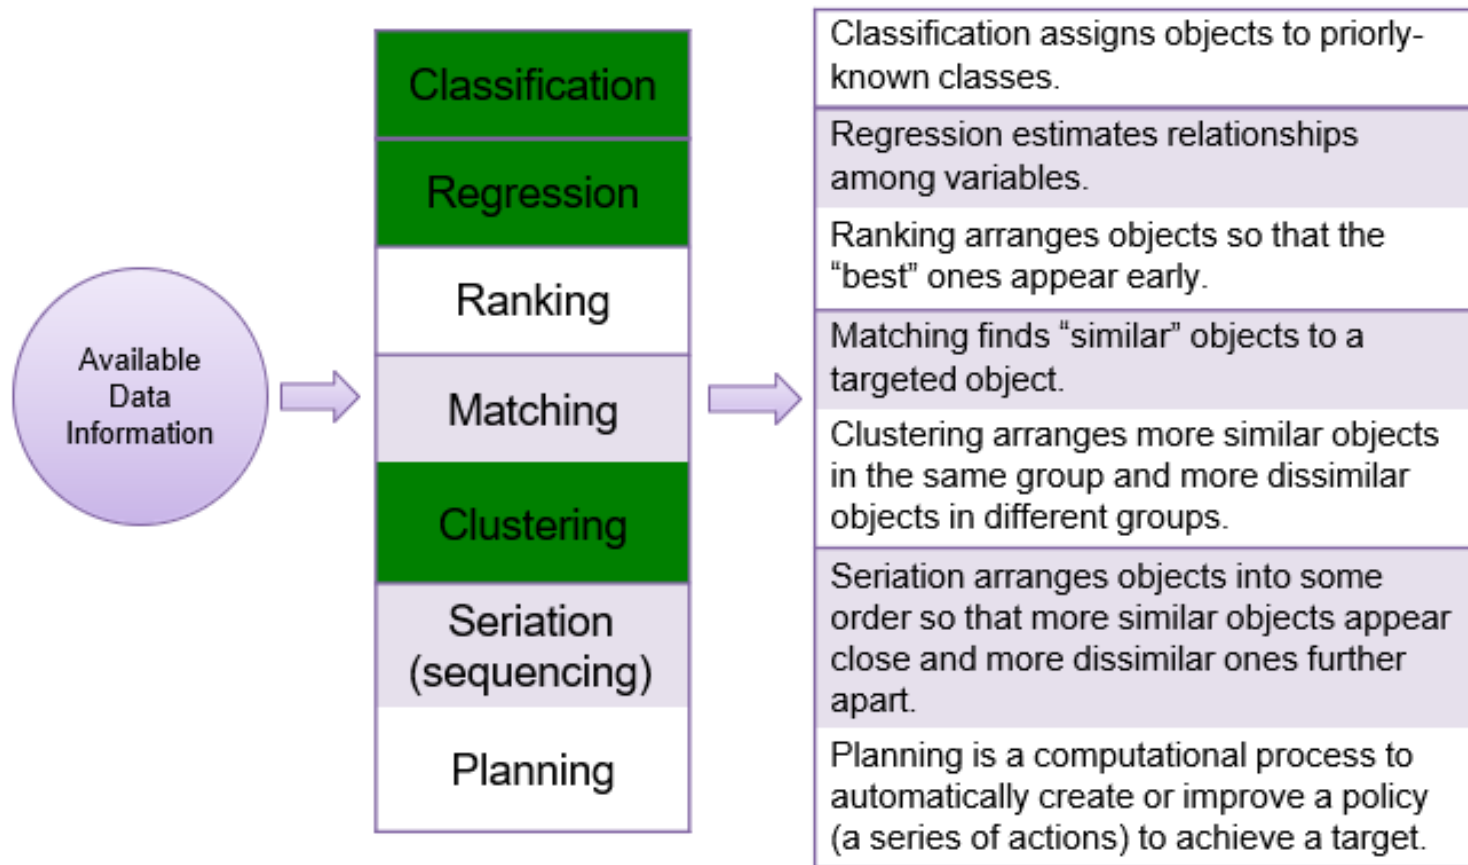 Available
Data
Information
Classification
Regression
Ranking
Matching
Clustering
Seriation
(sequencing)
Planning
Classification assigns objects to priorly-
known classes.
Regression estimates relationships
among variables.
Ranking arranges objects so that the
“best” ones appear early.
Matching finds “similar” objects to a
targeted object.
Clustering arranges more similar objects
in the same group and more dissimilar
objects in different groups.
Seriation arranges objects into some
order so that more similar objects appear
close and more dissimilar ones further
apart.
Planning is a computational process to
automatically create or improve a policy
(a series of actions) to achieve a target.